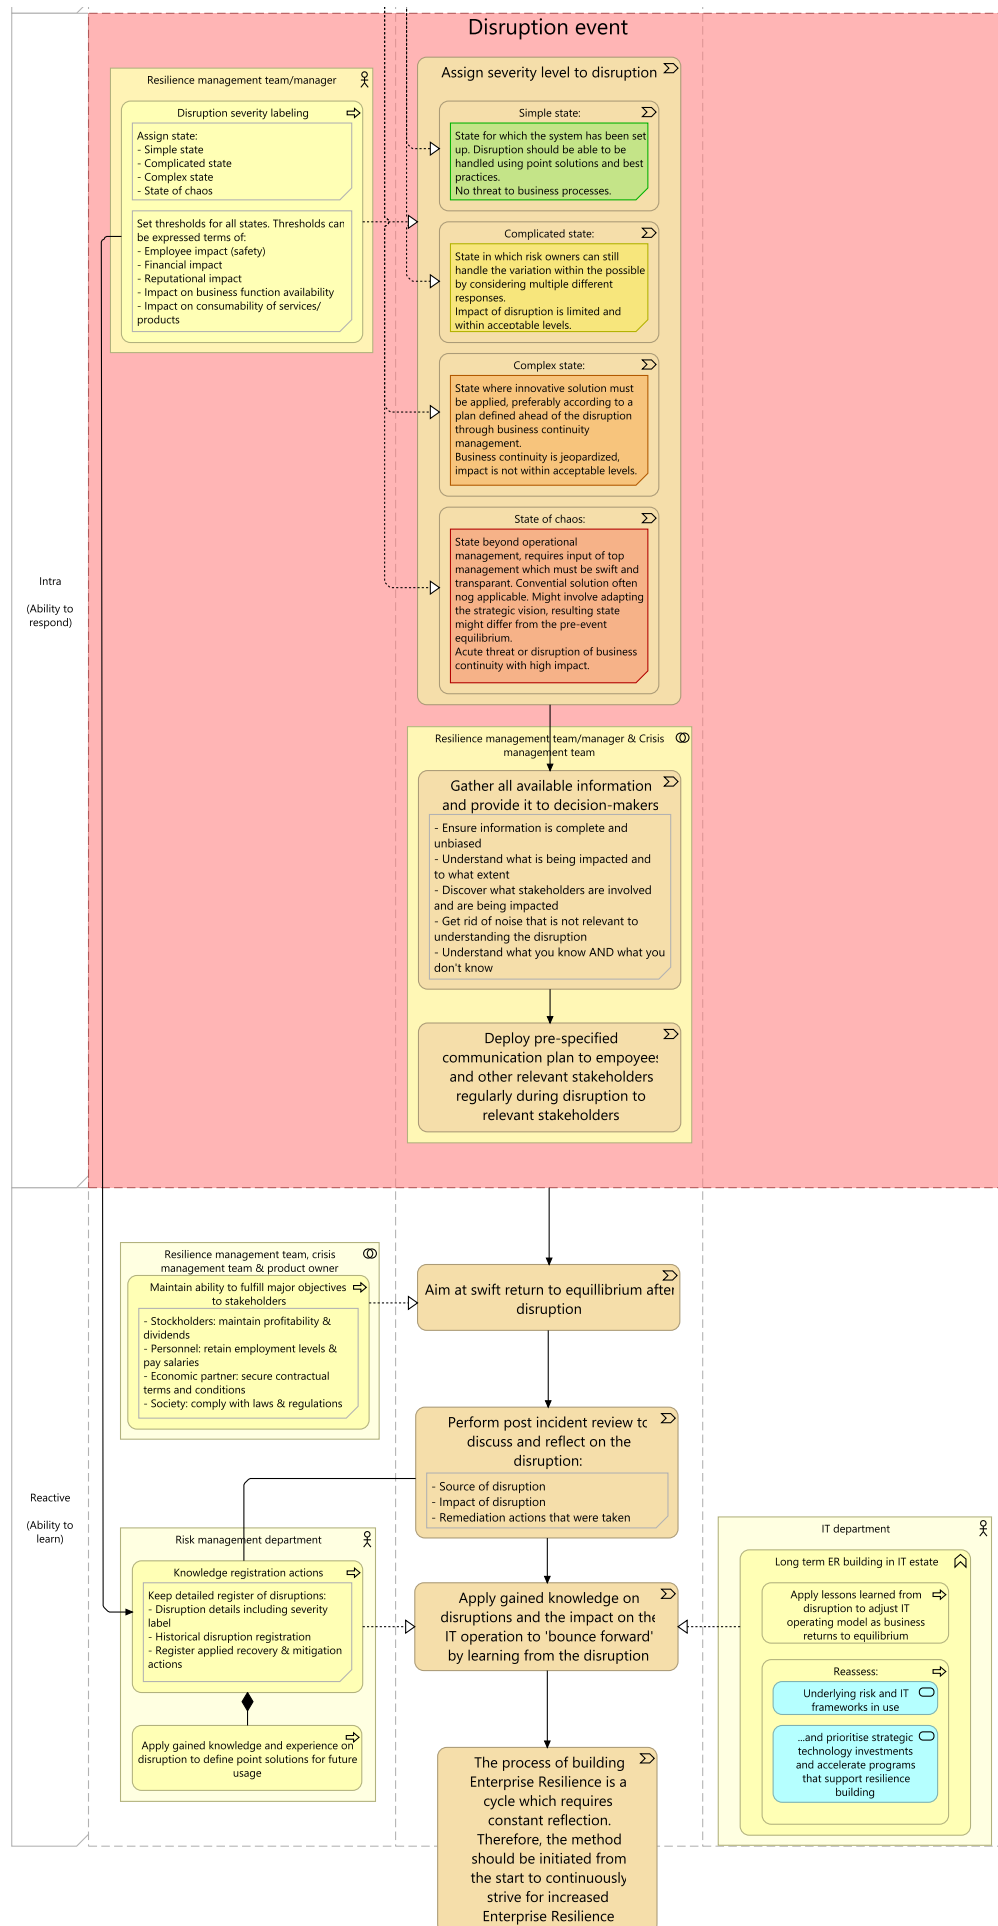 Disruption event
Resilience management team/manager
Disruption severity labeling
Assign state:
- Simple state
- Complicated state
- Complex state
- State of chaos
Set thresholds for all states. Thresholds can
be expressed terms of:
- Employee impact (safety)
- Financial impact
- Reputational impact
- Impact on business function availability
- Impact on consumability of services/
products
Assign severity level to disruption
Simple state:
State for which the system has been set
up. Disruption should be able to be
handled using point solutions and best
practices.
No threat to business processes.
Complicated state:
State in which risk owners can still
handle the variation within the possible
by considering multiple different
responses.
Impact of disruption is limited and
within acceptable levels.
Complex state:
State where innovative solution must
be applied, preferably according to a
plan defined ahead of the disruption
through business continuity
management.
Business continuity is jeopardized,
impact is not within acceptable levels.
State of chaos:
State beyond operational
management, requires input of top
management which must be swift and
transparant. Convential solution often
nog applicable. Might involve adapting
the strategic vision, resulting state
might differ from the pre-event
equilibrium.
Acute threat or disruption of business
continuity with high impact.
Intra
(Ability to
respond)
Resilience management team/manager & Crisis
management team
Gather all available information
and provide it to decision-makers
- Ensure information is complete and
unbiased
- Understand what is being impacted and
to what extent
- Discover what stakeholders are involved
and are being impacted
- Get rid of noise that is not relevant to
understanding the disruption
- Understand what you know AND what you
don't know
Deploy pre-specified
communication plan to empoyees
and other relevant stakeholders
regularly during disruption to
relevant stakeholders
Resilience management team, crisis
management team & product owner
Maintain ability to fulfill major objectives
to stakeholders
- Stockholders: maintain profitability &
dividends
- Personnel: retain employment levels &
pay salaries
- Economic partner: secure contractual
terms and conditions
- Society: comply with laws & regulations
Aim at swift return to equillibrium after
disruption
Perform post incident review to
discuss and reflect on the
disruption:
- Source of disruption
- Impact of disruption
- Remediation actions that were taken
Reactive
(Ability to
learn)
Risk management department
Knowledge registration actions
Keep detailed register of disruptions:
- Disruption details including severity
label
- Historical disruption registration
- Register applied recovery & mitigation
actions
Apply gained knowledge and experience on
disruption to define point solutions for future
usage
Apply gained knowledge on
disruptions and the impact on the
IT operation to 'bounce forward'
by learning from the disruption
IT department
Long term ER building in IT estate
Apply lessons learned from
disruption to adjust IT
operating model as business
returns to equilibrium
Reassess:
Underlying risk and IT
frameworks in use
...and prioritise strategic
technology investments
and accelerate programs
that support resilience
building
The process of building
Enterprise Resilience is a
cycle which requires
constant reflection.
Therefore, the method
should be initiated from
the start to continuously
strive for increased
Enterprise Resilience